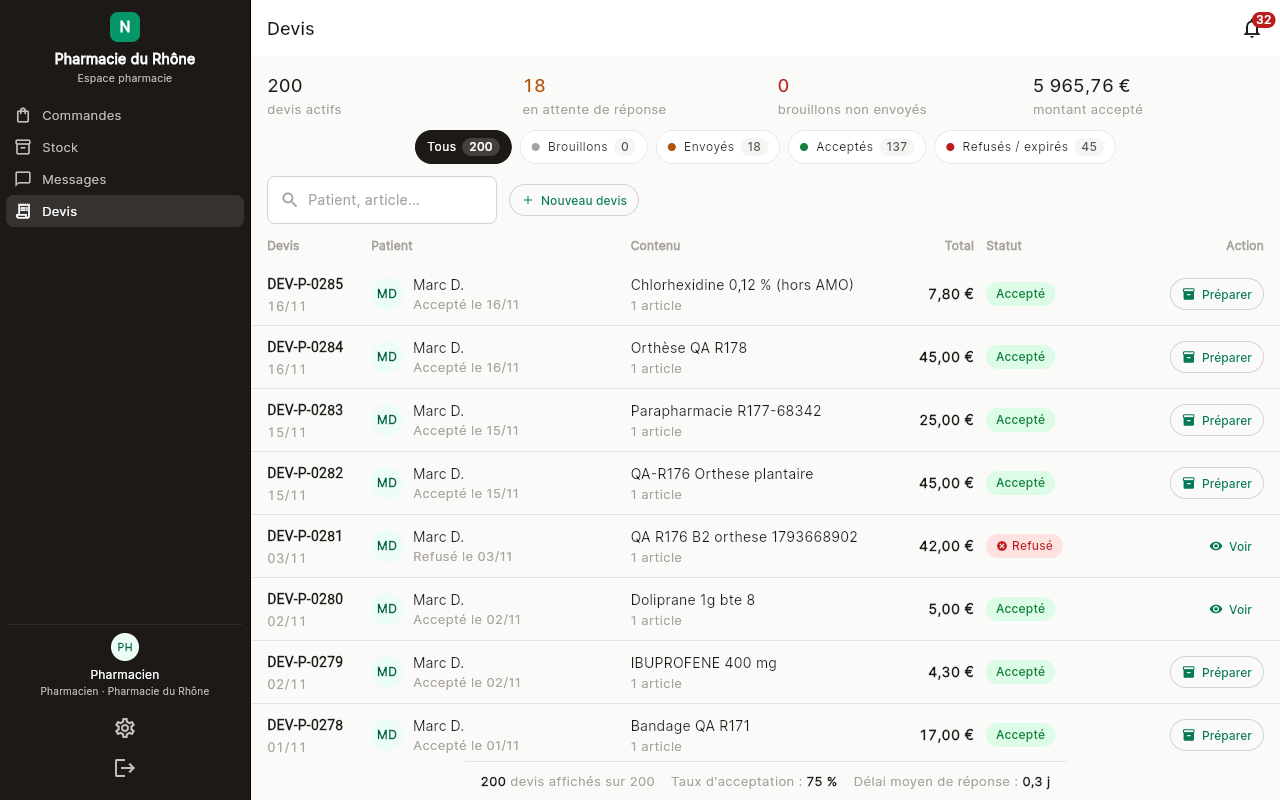 N
Pharmacie du Rhône
Espace pharmacie
Commandes
Stock
Messages
Devis
PH
Pharmacien
Pharmacien · Pharmacie du Rhône
Devis
32
200
devis actifs
18
en attente de réponse
0
brouillons non envoyés
5 965,76 €
montant accepté
Tous 200
Brouillons 0
Envoyés 18
Acceptés 137
Refusés / expirés 45
Patient, article...
+ Nouveau devis
Devis Patient Contenu Total Statut Action
DEV-P-0285 MD Marc D. Chlorhexidine 0,12 % (hors AMO) 7,80 € Accepté Préparer
16/11 Accepté le 16/11 1 article
DEV-P-0284 MD Marc D. Orthèse QA R178 45,00 € Accepté Préparer
16/11 Accepté le 16/11 1 article
DEV-P-0283 MD Marc D. Parapharmacie R177-68342 25,00 € Accepté Préparer
15/11 Accepté le 15/11 1 article
DEV-P-0282 MD Marc D. QA-R176 Orthese plantaire 45,00 € Accepté Préparer
15/11 Accepté le 15/11 1 article
DEV-P-0281 MD Marc D. QA R176 B2 orthese 1793668902 42,00 € Refusé Voir
03/11 Refusé le 03/11 1 article
DEV-P-0280 MD Marc D. Doliprane 1g bte 8 5,00 € Accepté Voir
02/11 Accepté le 02/11 1 article
DEV-P-0279 MD Marc D. IBUPROFENE 400 mg 4,30 € Accepté Préparer
02/11 Accepté le 02/11 1 article
DEV-P-0278 MD Marc D. Bandage QA R171 17,00 € Accepté Préparer
01/11 Accepté le 01/11 1 article
200 devis affichés sur 200 Taux d'acceptation : 75 % Délai moyen de réponse : 0,3 j